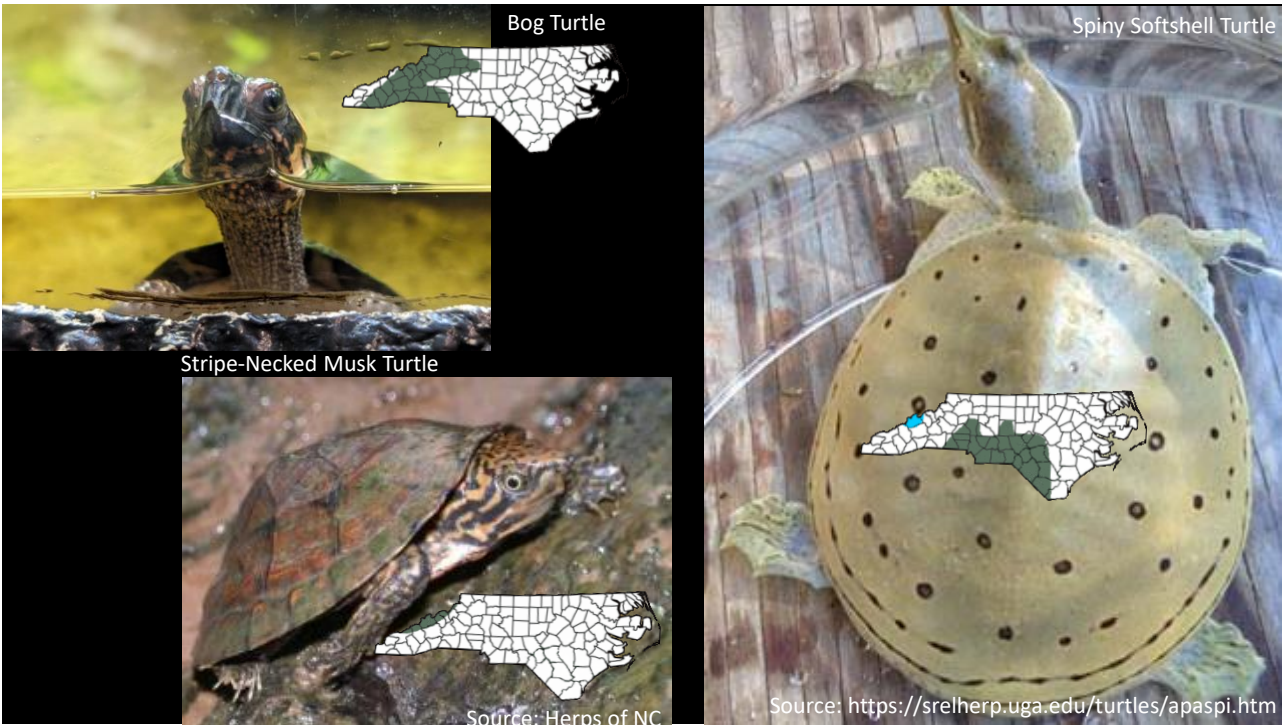 Bog Turtle
Spiny Softshell Turtle
Stripe-Necked Musk Turtle
Source: Herps of NC
Source: https://srelherp.uga.edu/turtles/apaspi.htm